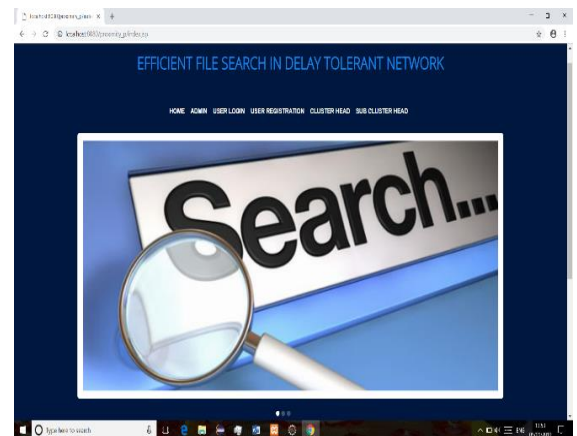 EFFICIENT FILE SEARCH IN DELAY TOLERANT NETWORK
HOME ADMIN USER LOGIN USER REGISTRATION CLUSTER HEAD SUB CLUSTER HEAD
Search...
Type here to search
ENG